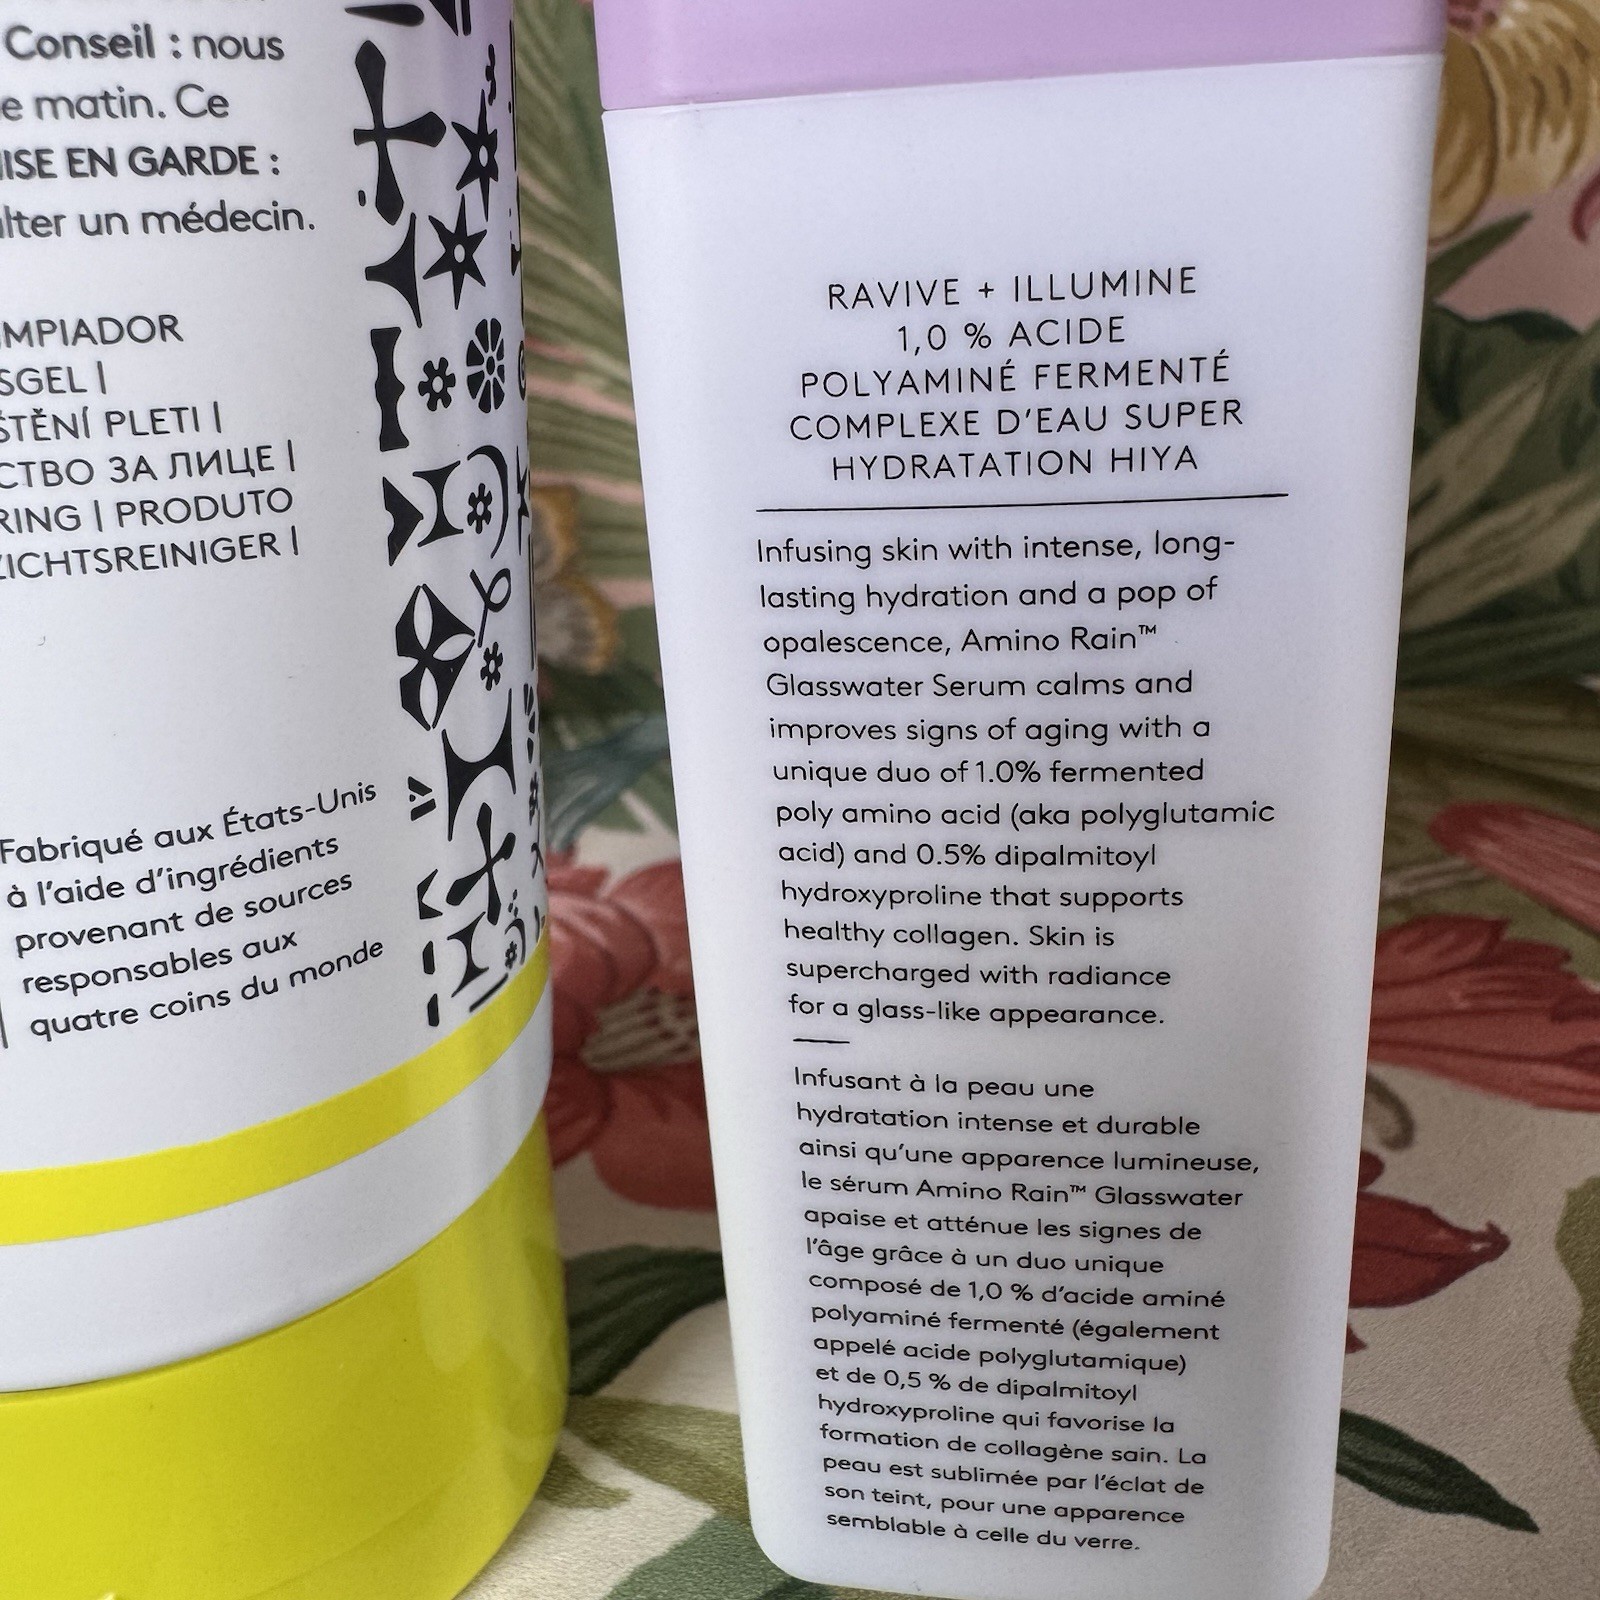 Conseil : nous
matin. Ce
EN GARDE :
un médecin.
SGEL |
PLETI |
ЗА ЛИЦЕ |
| PRODUTO
|
Fabriqué aux États-Unis
à l'aide d'ingrédients
provenant de sources
responsables aux
quatre coins du monde
RAVIVE + ILLUMINE
1,0 % ACIDE
POLYAMINÉ FERMENTÉ
COMPLEXE D'EAU SUPER
HYDRATATION HIYA
Infusing skin with intense, long-
lasting hydration and a pop of
opalescence, Amino Rain™
Glasswater Serum calms and
improves signs of aging with a
unique duo of 1.0% fermented
poly amino acid (aka polyglutamic
acid) and 0.5% dipalmitoyl
hydroxyproline that supports
healthy collagen. Skin is
supercharged with radiance
for a glass-like appearance.
Infusant à la peau une
hydratation intense et durable
ainsi qu'une apparence lumineuse,
le sérum Amino Rain™ Glasswater
apaise et atténue les signes de
l'âge grâce à un duo unique
composé de 1,0 % d'acide aminé
polyaminé fermenté (également
appelé acide polyglutamique)
et de 0,5 % de dipalmitoyl
hydroxyproline qui favorise la
formation de collagène sain. La
peau est sublimée par l'éclat de
son teint, pour une apparence
semblable à celle du verre.